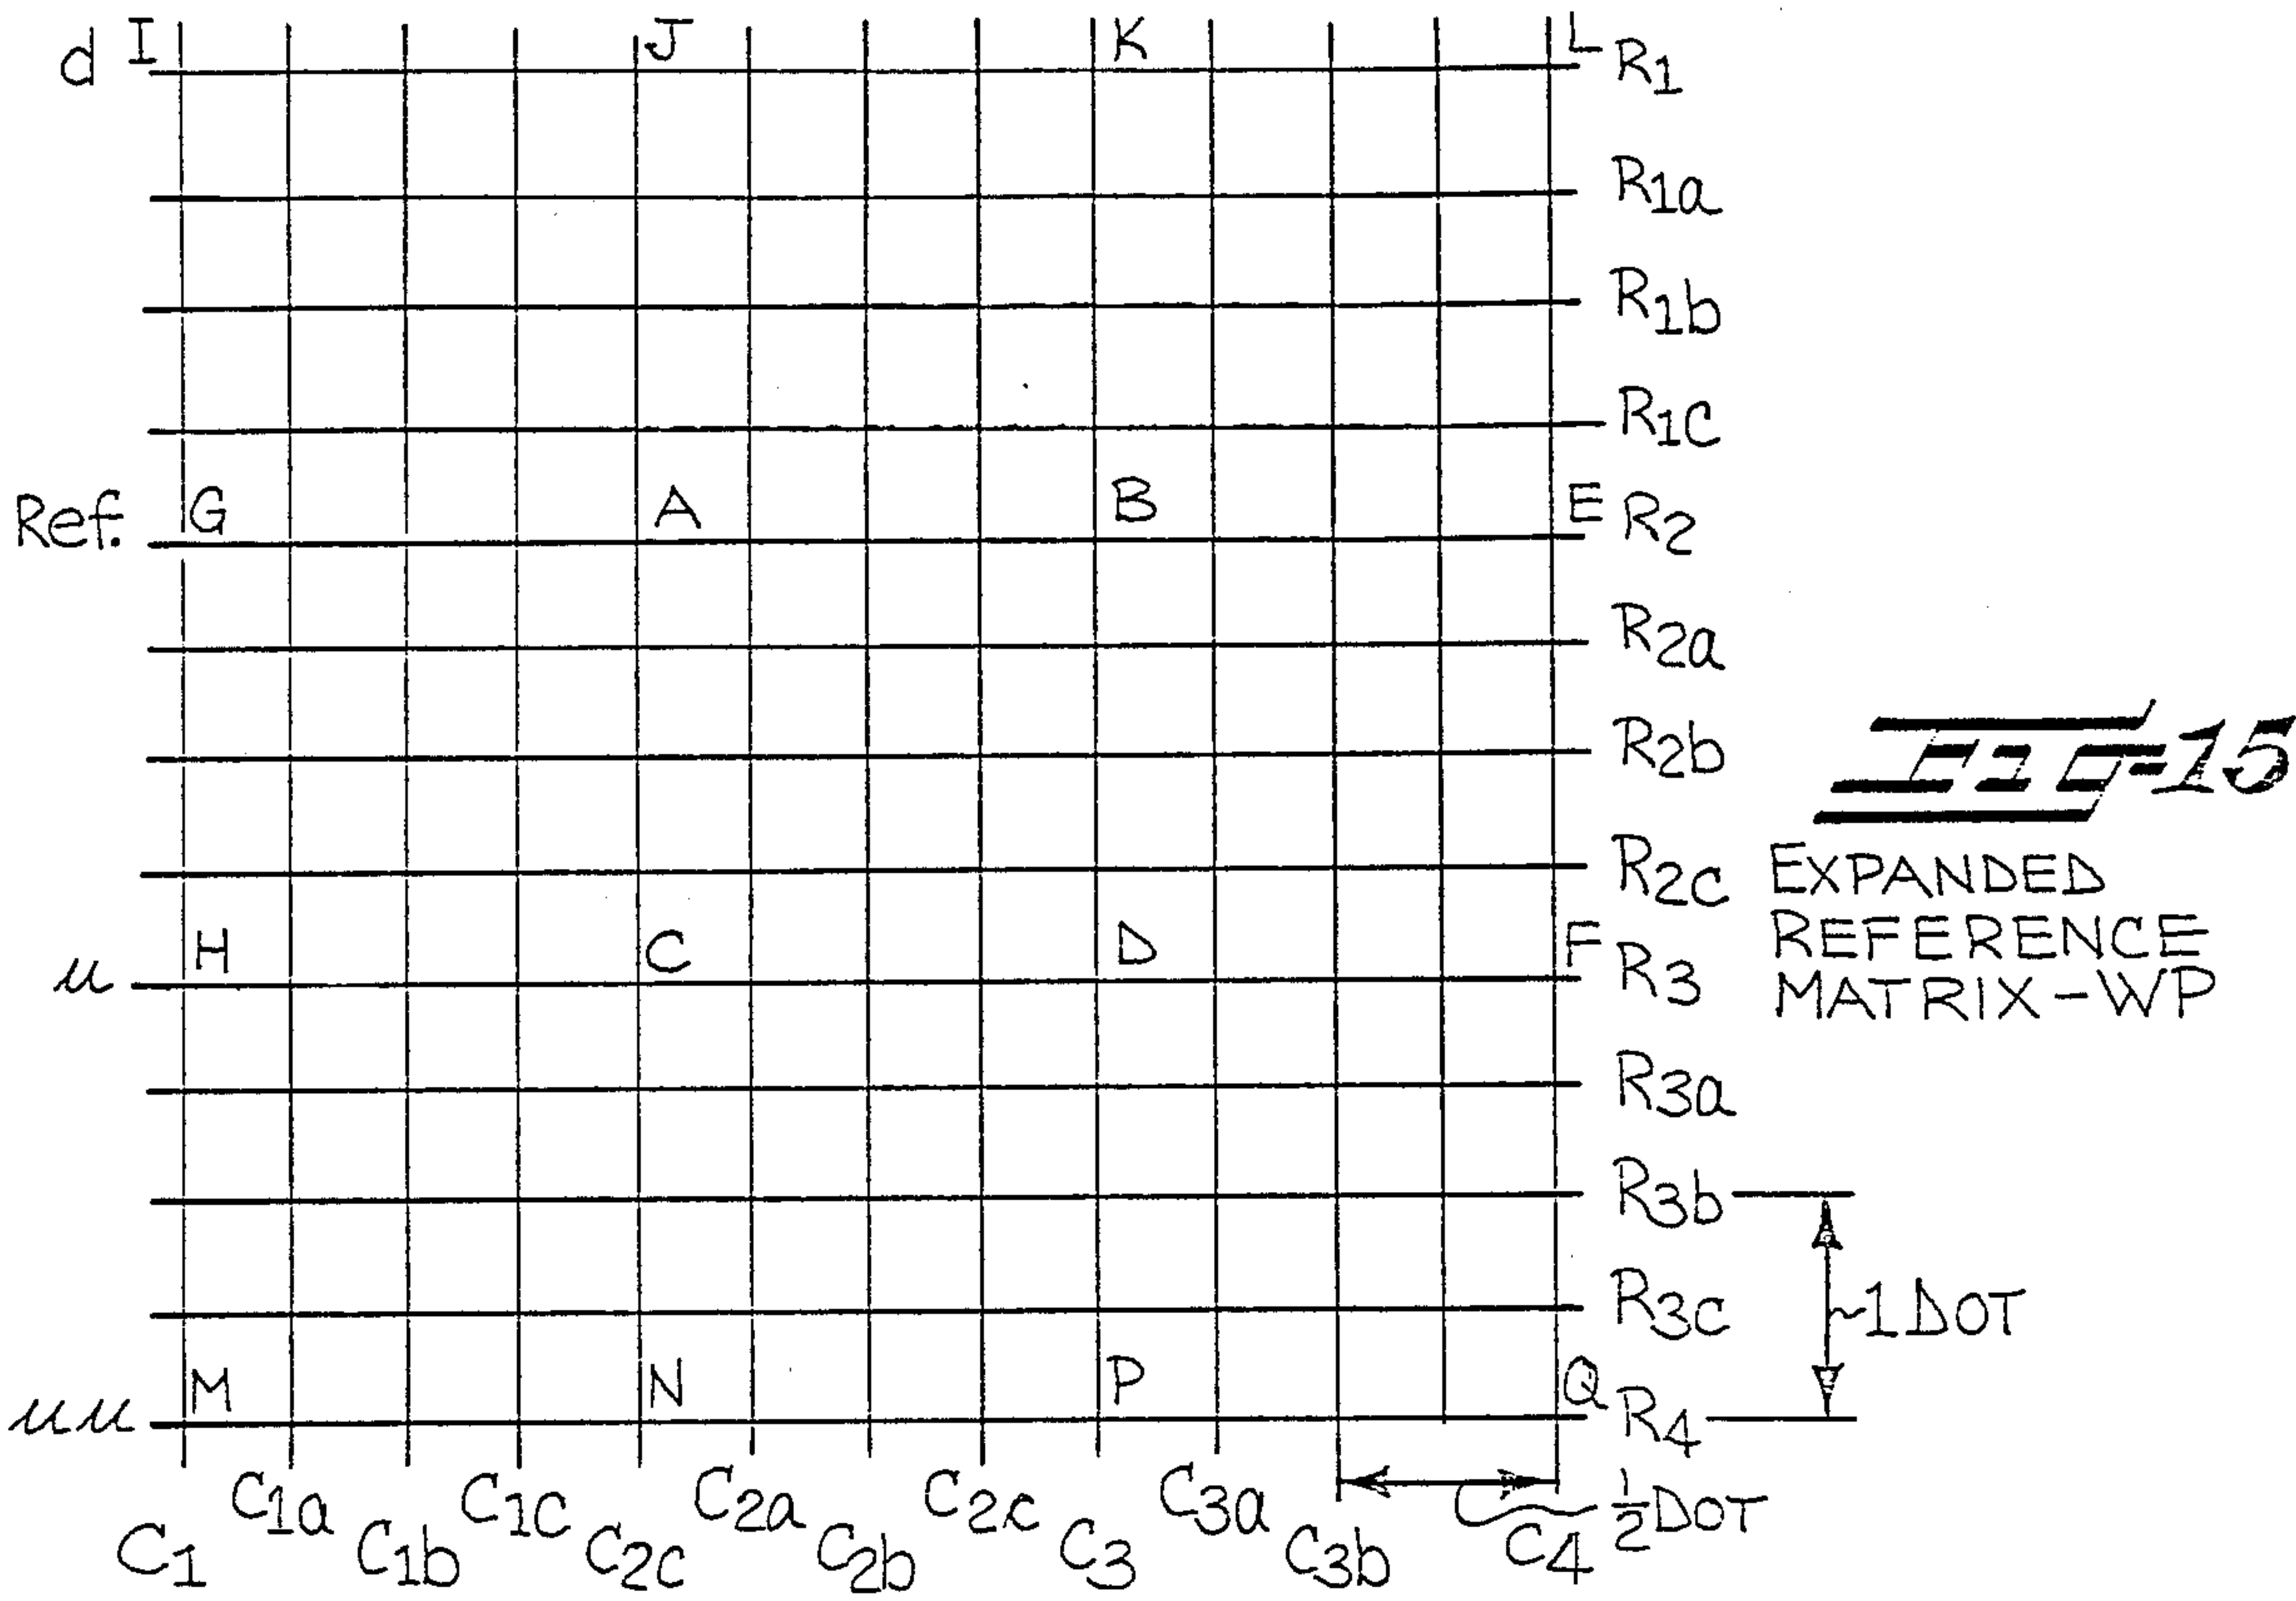 d I J K L R1
R1a
R1b
R1c
Ref. G A B E R2
R2a
R2b
R2c
H C D F R3
u
R3a
R3b
R3c
1 DOT
M N P Q R4
uu
C1 C1a C1b C1c C2c C2a C2b C2c C3 C3a C3b C4
1/2 DOT
FIG-15
EXPANDED
REFERENCE
MATRIX-WP